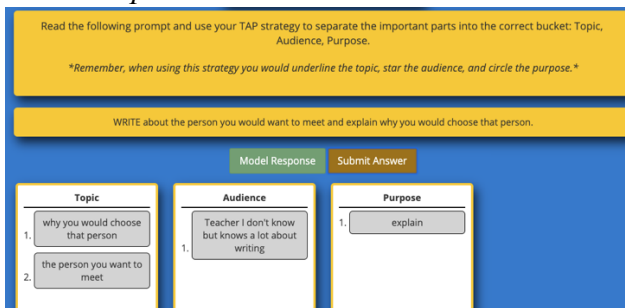 Read the following prompt and use your TAP strategy to separate the important parts into the correct bucket: Topic,
Audience, Purpose.
*Remember, when using this strategy you would underline the topic, star the audience, and circle the purpose.*
WRITE about the person you would want to meet and explain why you would choose that person.
Model Response
Submit Answer
Topic
1. why you would choose
that person
2. the person you want to
meet
Audience
1. Teacher I don't know
but knows a lot about
writing
Purpose
1. explain